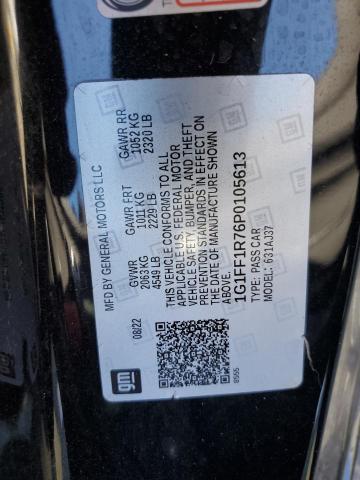 MFD BY GENERAL MOTORS LLC
08/22 GVWR GAWR FRT GAWR RR
2063 KG 1011 KG 1052 KG
4549 LB 2229 LB 2320 LB
THIS VEHICLE CONFORMS TO ALL
APPLICABLE U.S. FEDERAL MOTOR
VEHICLE SAFETY, BUMPER, AND THEFT
PREVENTION STANDARDS IN EFFECT ON
THE DATE OF MANUFACTURE SHOWN
ABOVE.
1G1FF1R76P0105613
TYPE: PASS CAR
MODEL: 631AJ37
gm
8565